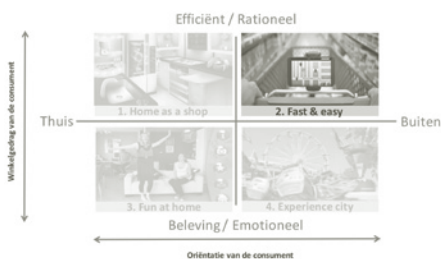 Efficiënt / Rationeel
1. Home as a shop
2. Fast & easy
Thuis
Buiten
Winkelgedrag van de consument
3. Fun at home
4. Experience city
Beleving / Emotioneel
Oriëntatie van de consument